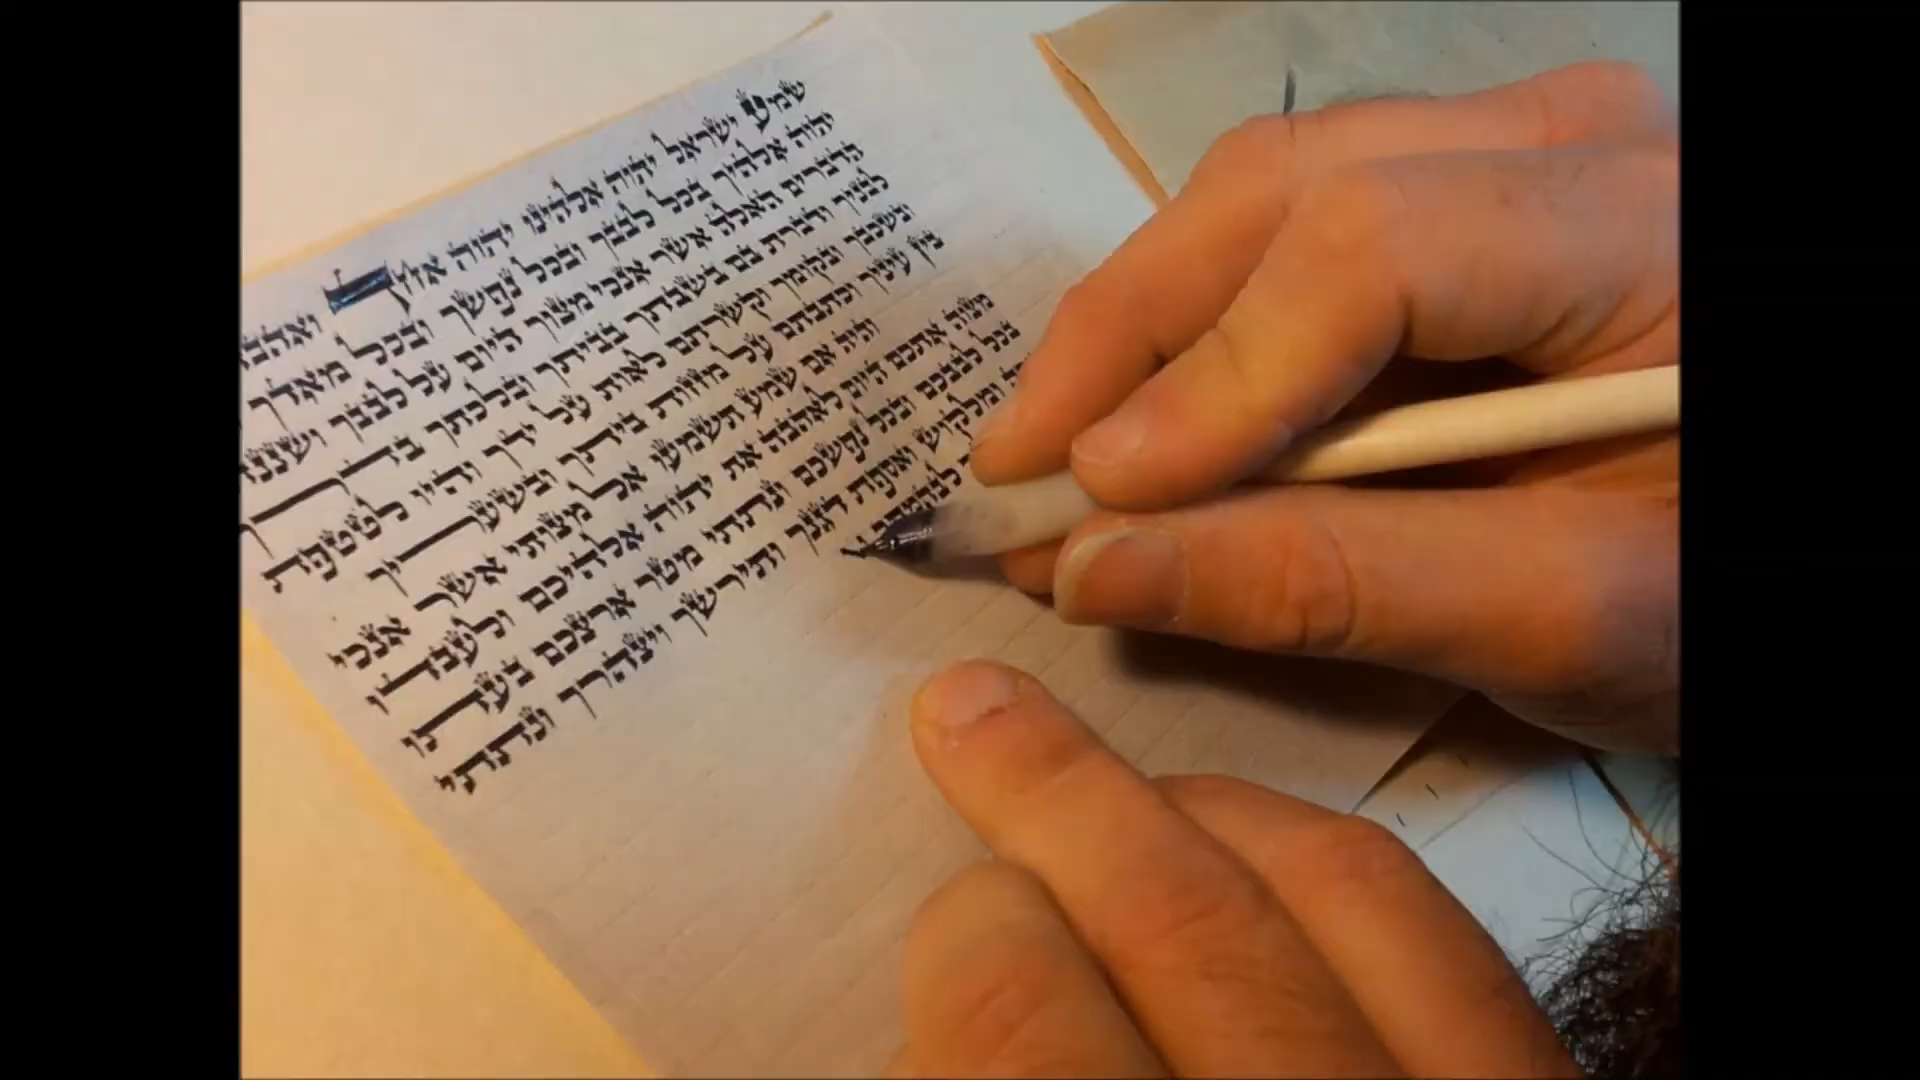 שמע ישראל יהוה אלהינו יהוה אחד
יהוה אלהיך בכל לבבך ובכל נפשך ובכל מאדך
הדברים האלה אשר אנכי מצוך היום על לבבך
לבניך ודברת בם בשבתך בביתך ובלכתך בדרך
ובשכבך ובקומך וקשרתם לאות על ידך והיו לטטפת
בין עיניך וכתבתם על מזזות ביתך ובשעריך
והיה אם שמע תשמעו אל מצותי אשר אנכי
מצוה אתכם היום לאהבה את יהוה אלהיכם ולעבדו
בכל לבבכם ובכל נפשכם ונתתי מטר ארצכם בעתו
ומלקוש ואספת דגנך ותירשך ויצהרך ונתתי
לבהמתך